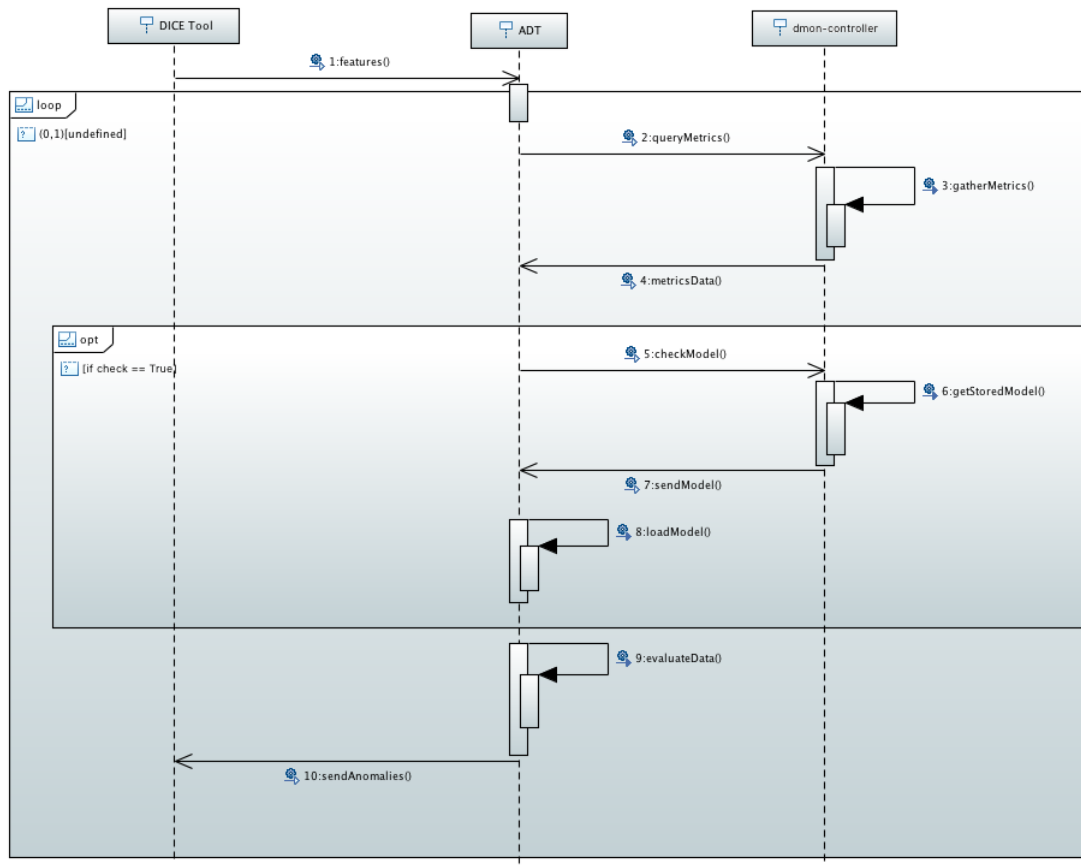 DICE Tool
ADT
dmon-controller
1:features()
loop
(0,1)[undefined]
2:queryMetrics()
3:gatherMetrics()
4:metricsData()
opt
[if check == True]
5:checkModel()
6:getStoredModel()
7:sendModel()
8:loadModel()
9:evaluateData()
10:sendAnomalies()